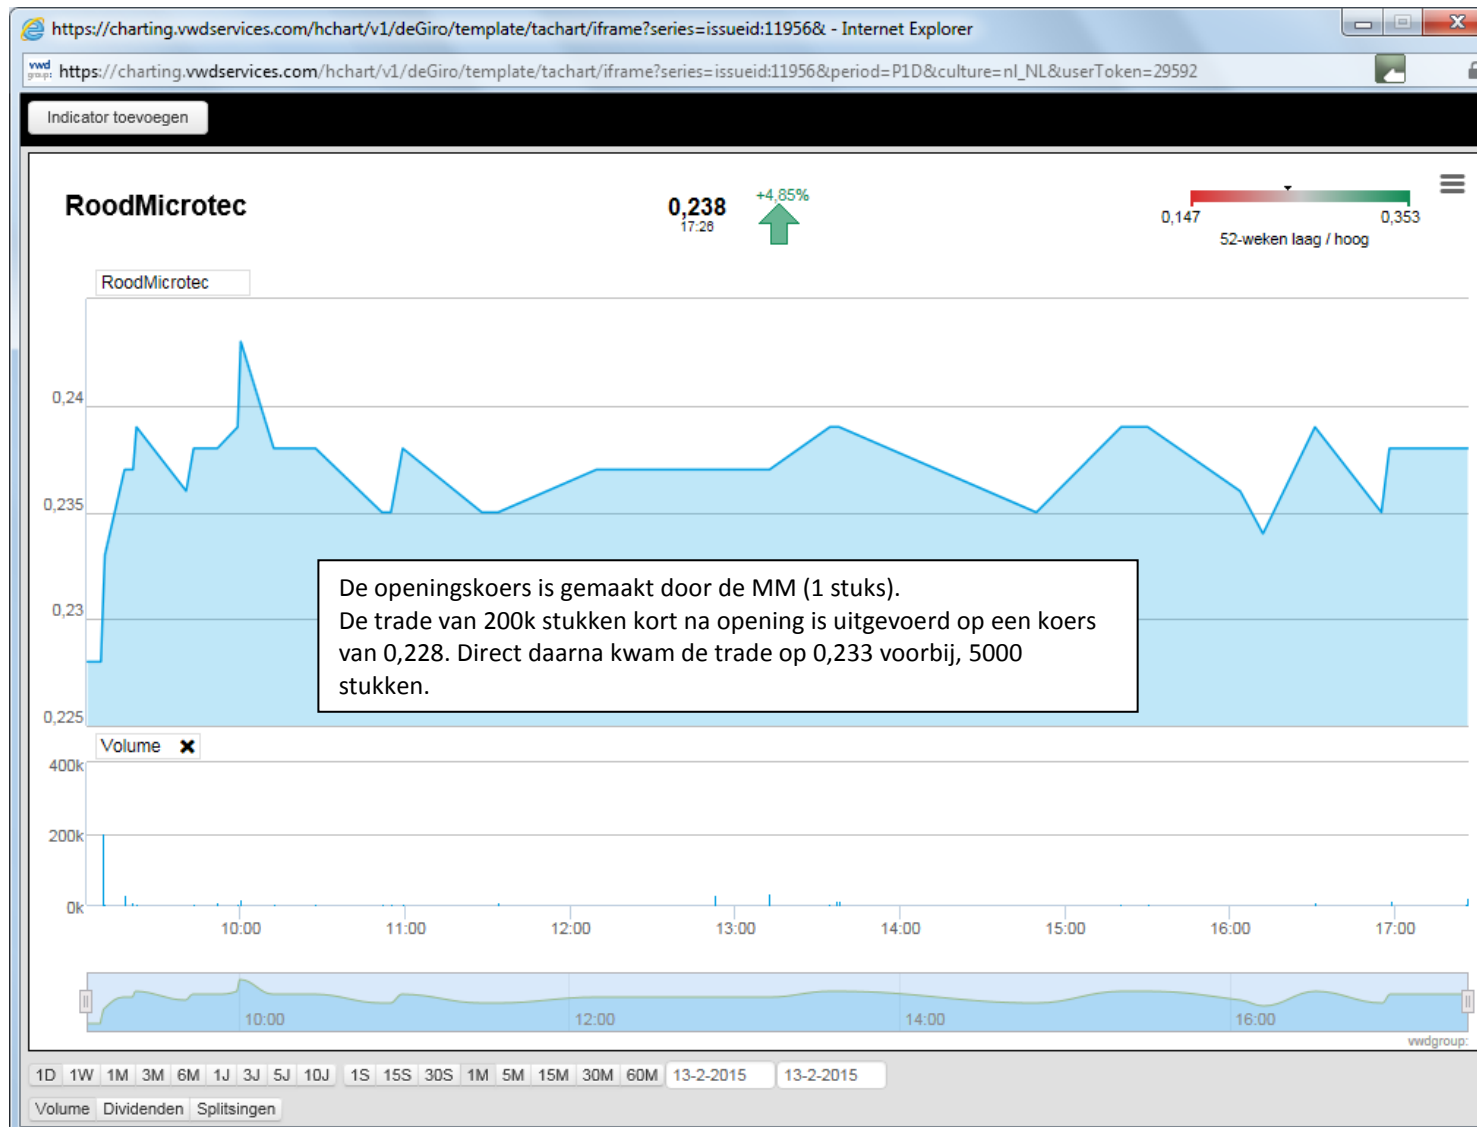 https://charting.vwdservices.com/hchart/v1/deGiro/template/tachart/iframe?series=issueid:11956& - Internet Explorer
vwd group: https://charting.vwdservices.com/hchart/v1/deGiro/template/tachart/iframe?series=issueid:11956&period=P1D&culture=nl_NL&userToken=29592
Indicator toevoegen
RoodMicrotec
0,238
17:26
+4,85%
0,147 0,353
52-weken laag / hoog
RoodMicrotec
0,24
0,235
0,23
0,225
De openingskoers is gemaakt door de MM (1 stuks).
De trade van 200k stukken kort na opening is uitgevoerd op een koers
van 0,228. Direct daarna kwam de trade op 0,233 voorbij, 5000
stukken.
Volume
400k
200k
0k
10:00 11:00 12:00 13:00 14:00 15:00 16:00 17:00
10:00 12:00 14:00 16:00
vwdgroup:
1D 1W 1M 3M 6M 1J 3J 5J 10J 1S 15S 30S 1M 5M 15M 30M 60M 13-2-2015 13-2-2015
Volume Dividenden Splitsingen